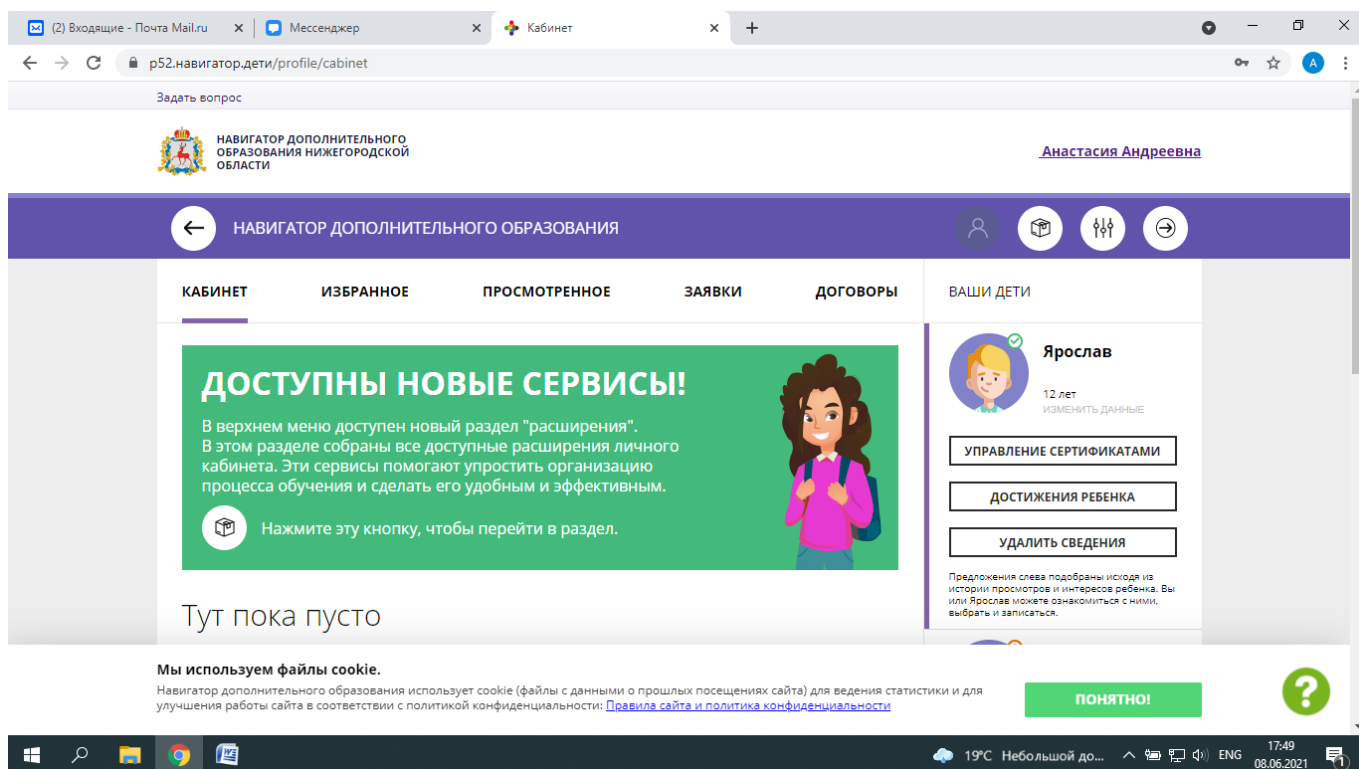 (2) Входящие - Почта Mail.ru
Мессенджер
Кабинет
p52.навигатор.дети/profile/cabinet
A
Задать вопрос
НАВИГАТОР ДОПОЛНИТЕЛЬНОГО
ОБРАЗОВАНИЯ НИЖЕГОРОДСКОЙ
ОБЛАСТИ
Анастасия Андреевна
НАВИГАТОР ДОПОЛНИТЕЛЬНОГО ОБРАЗОВАНИЯ
КАБИНЕТ ИЗБРАННОЕ ПРОСМОТРЕННОЕ ЗАЯВКИ ДОГОВОРЫ
ДОСТУПНЫ НОВЫЕ СЕРВИСЫ!
В верхнем меню доступен новый раздел "расширения".
В этом разделе собраны все доступные расширения личного
кабинета. Эти сервисы помогают упростить организацию
процесса обучения и сделать его удобным и эффективным.
Нажмите эту кнопку, чтобы перейти в раздел.
Тут пока пусто
ВАШИ ДЕТИ
Ярослав
12 лет
ИЗМЕНИТЬ ДАННЫЕ
УПРАВЛЕНИЕ СЕРТИФИКАТАМИ
ДОСТИЖЕНИЯ РЕБЕНКА
УДАЛИТЬ СВЕДЕНИЯ
Предложения слева подобраны исходя из
истории просмотров и интересов ребенка. Вы
или Ярослав можете ознакомиться с ними,
выбрать и записаться.
Мы используем файлы cookie.
Навигатор дополнительного образования использует cookie (файлы с данными о прошлых посещениях сайта) для ведения статистики и для
улучшения работы сайта в соответствии с политикой конфиденциальности: Правила сайта и политика конфиденциальности
ПОНЯТНО!
?
19°C Небольшой до... ENG
17:49
08.06.2021
1